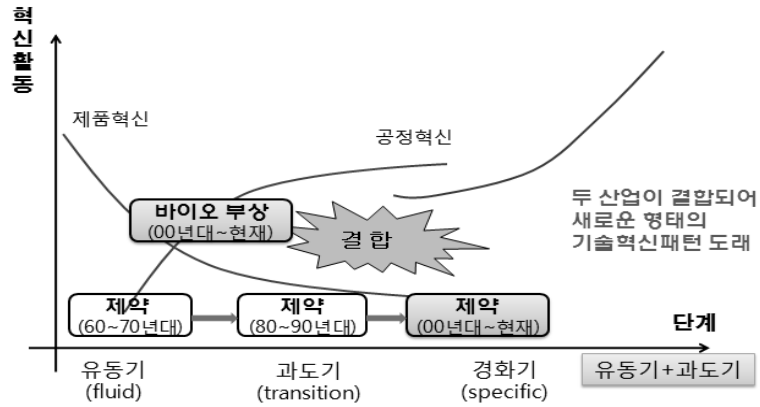 혁신활동
제품혁신
공정혁신
바이오 부상
(00년대~현재)
결 합
두 산업이 결합되어
새로운 형태의
기술혁신패턴 도래
제약
(60~70년대)
제약
(80~90년대)
제약
(00년대~현재)
단계
유동기
(fluid)
과도기
(transition)
경화기
(specific)
유동기+과도기